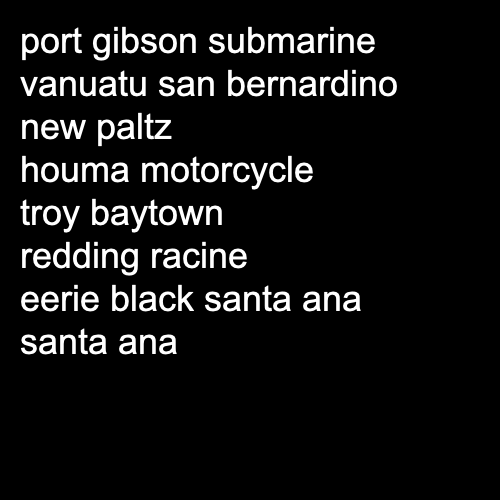 port gibson submarine
vanuatu san bernardino
new paltz
houma motorcycle
troy baytown
redding racine
eerie black santa ana
santa ana